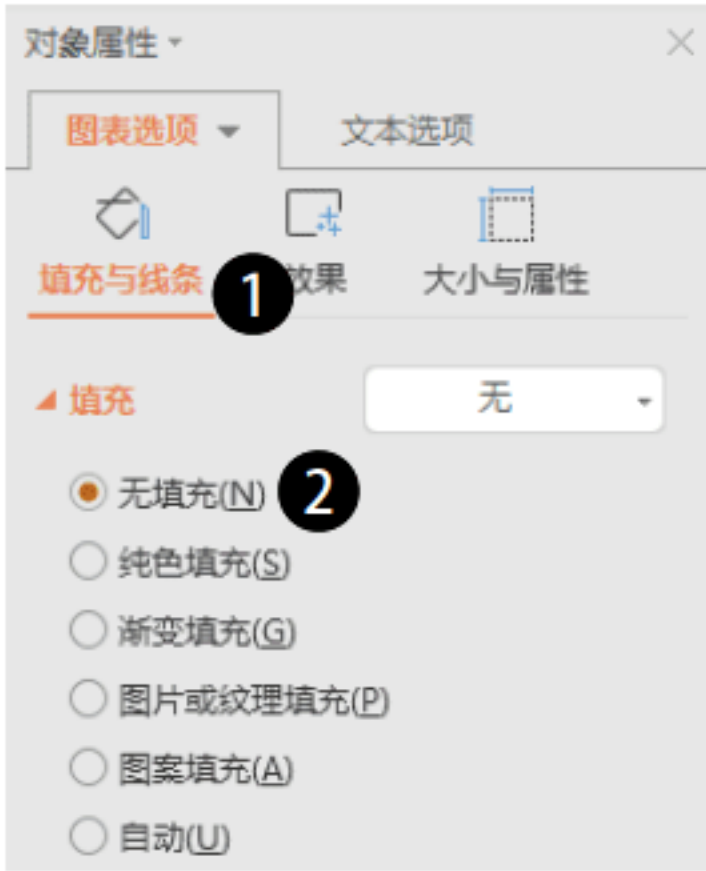 对象属性
图表选项 文本选项
填充与线条 1 效果 大小与属性
填充 无
无填充(N) 2
纯色填充(S)
渐变填充(G)
图片或纹理填充(P)
图案填充(A)
自动(U)